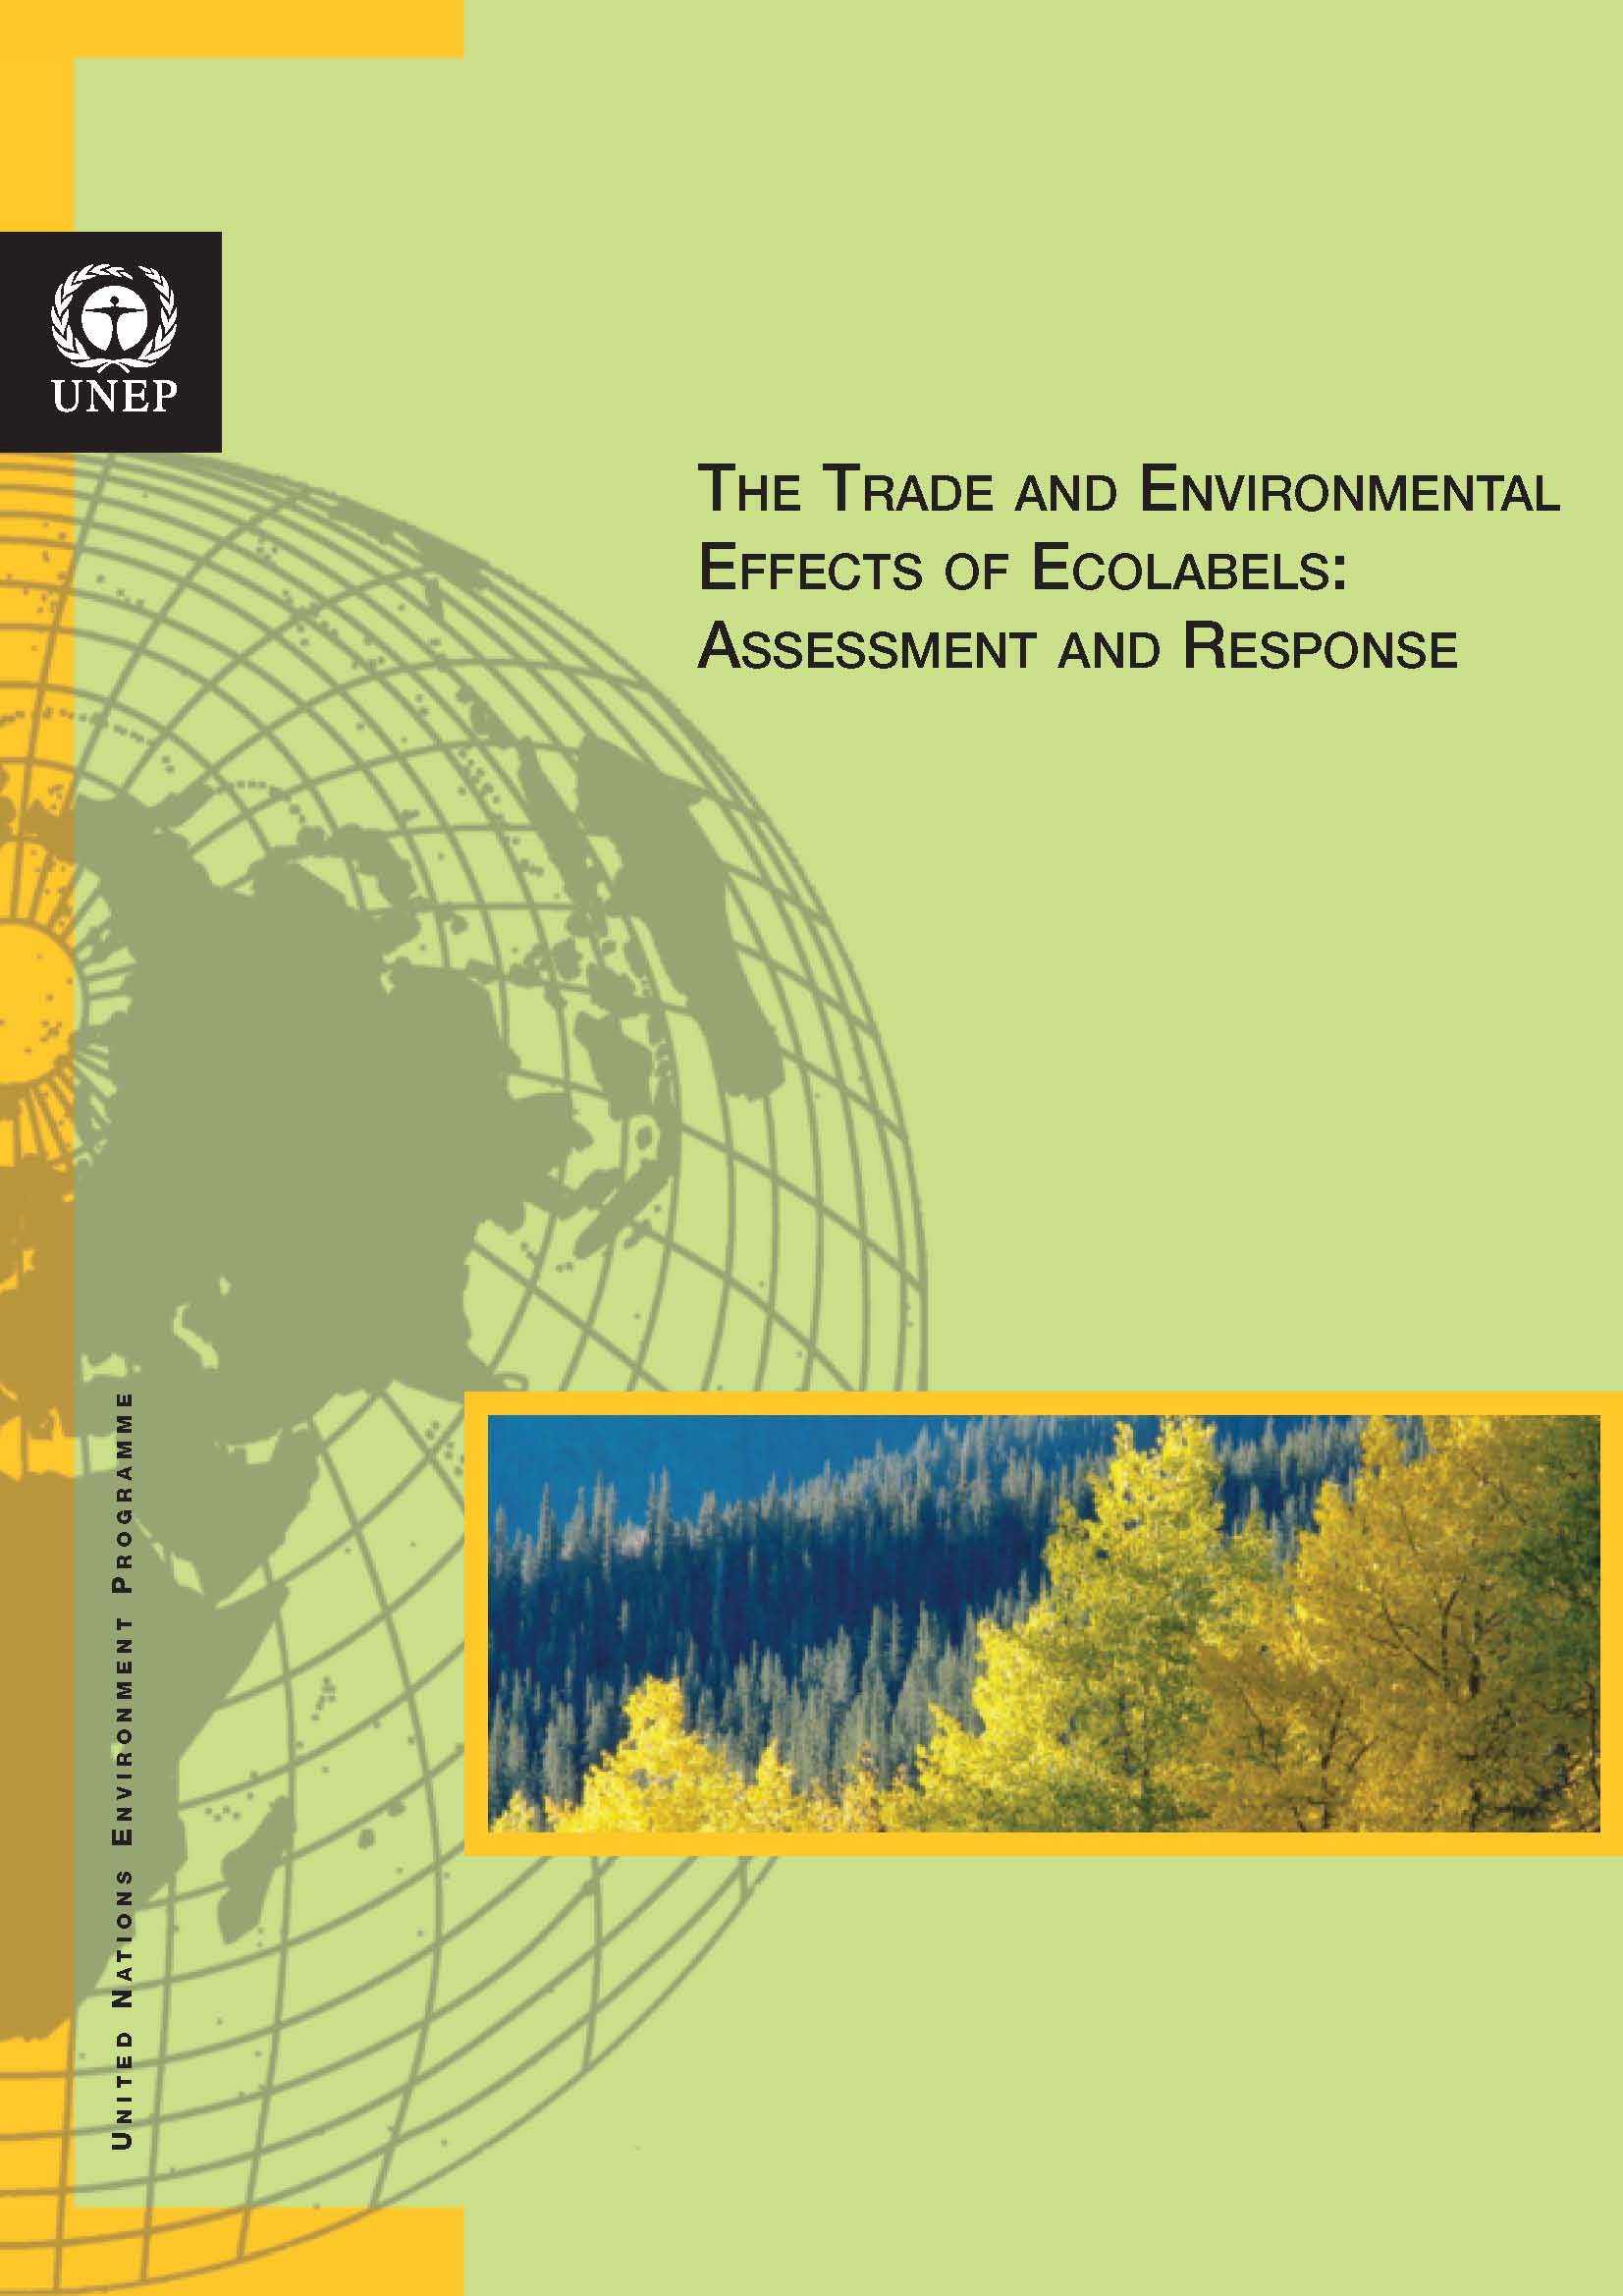 UNEP
THE TRADE AND ENVIRONMENTAL
EFFECTS OF ECOLABELS:
ASSESSMENT AND RESPONSE
UNITED NATIONS ENVIRONMENT PROGRAMME